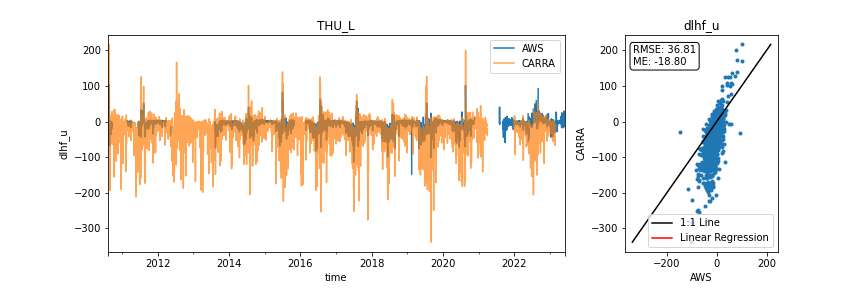 THU_L
dlhf_u
200
100
0
−100
−200
−300
dlhf_u
2012
2014
2016
2018
2020
2022
time
AWS
CARRA
200
100
0
−100
−200
−300
CARRA
RMSE: 36.81
ME: -18.80
1:1 Line
Linear Regression
−200
0
200
AWS